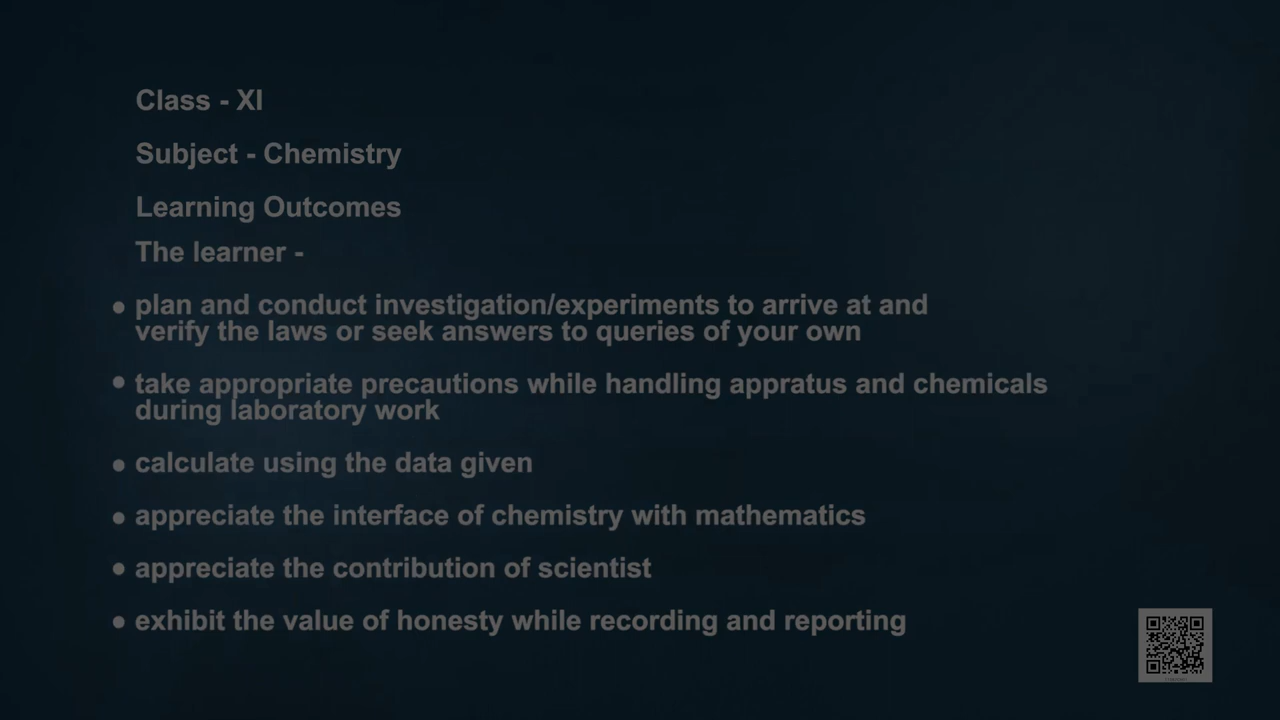 Class - XI
Subject - Chemistry
Learning Outcomes
The learner -
• plan and conduct investigation/experiments to arrive at and
verify the laws or seek answers to queries of your own
• take appropriate precautions while handling appratus and chemicals
during laboratory work
• calculate using the data given
• appreciate the interface of chemistry with mathematics
• appreciate the contribution of scientist
• exhibit the value of honesty while recording and reporting